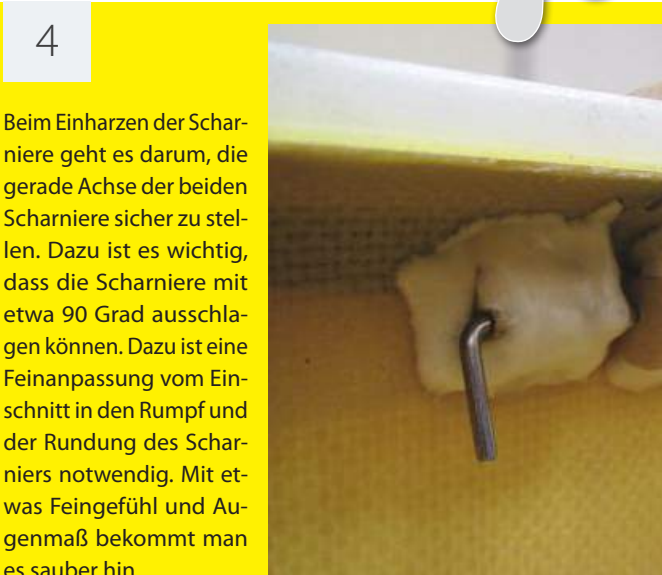 4
Beim Einharzen der Schar-
niere geht es darum, die
gerade Achse der beiden
Scharniere sicher zu stel-
len. Dazu ist es wichtig,
dass die Scharniere mit
etwa 90 Grad ausschla-
gen können. Dazu ist eine
Feinanpassung vom Ein-
schnitt in den Rumpf und
der Rundung des Schar-
niers notwendig. Mit et-
was Feingefühl und Au-
genmaß bekommt man
es sauber hin